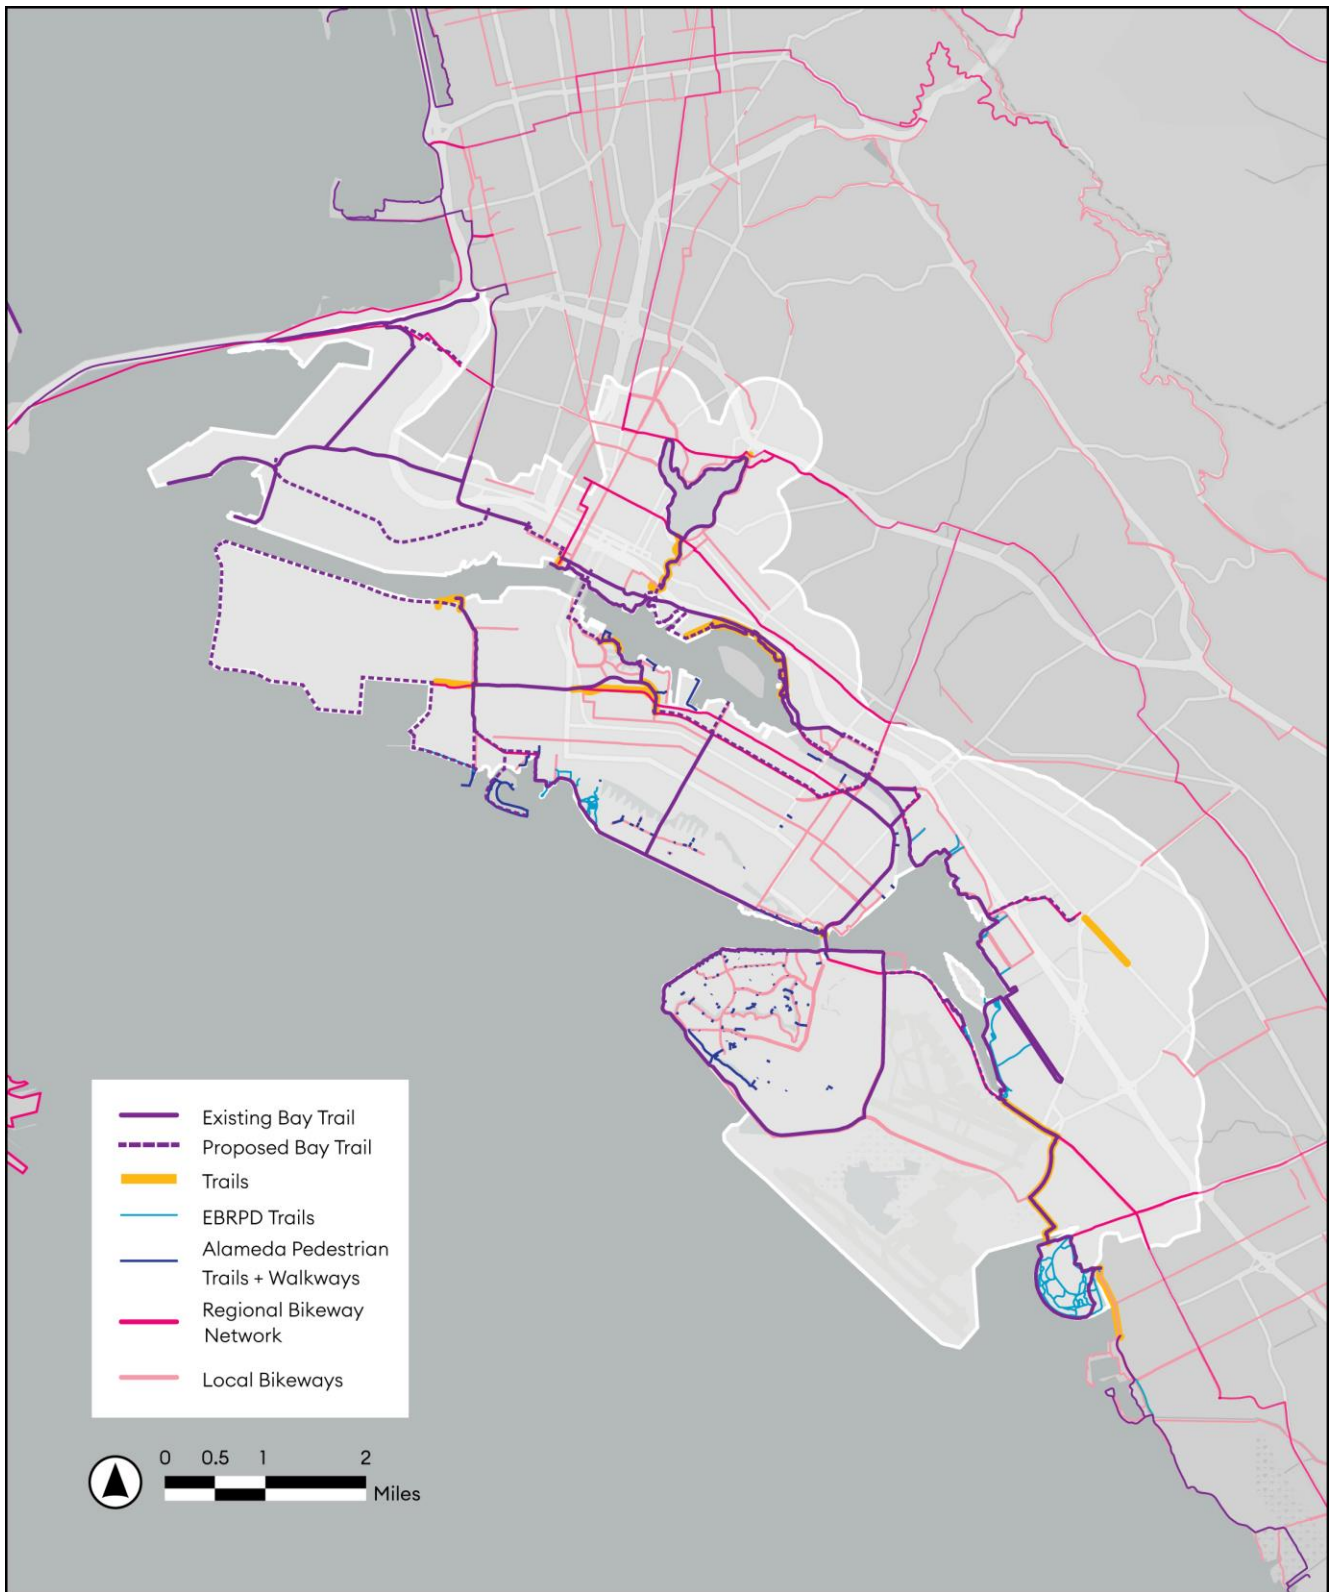 Existing Bay Trail
Proposed Bay Trail
Trails
EBRPD Trails
Alameda Pedestrian
Trails + Walkways
Regional Bikeway
Network
Local Bikeways
0 0.5 1 2
Miles